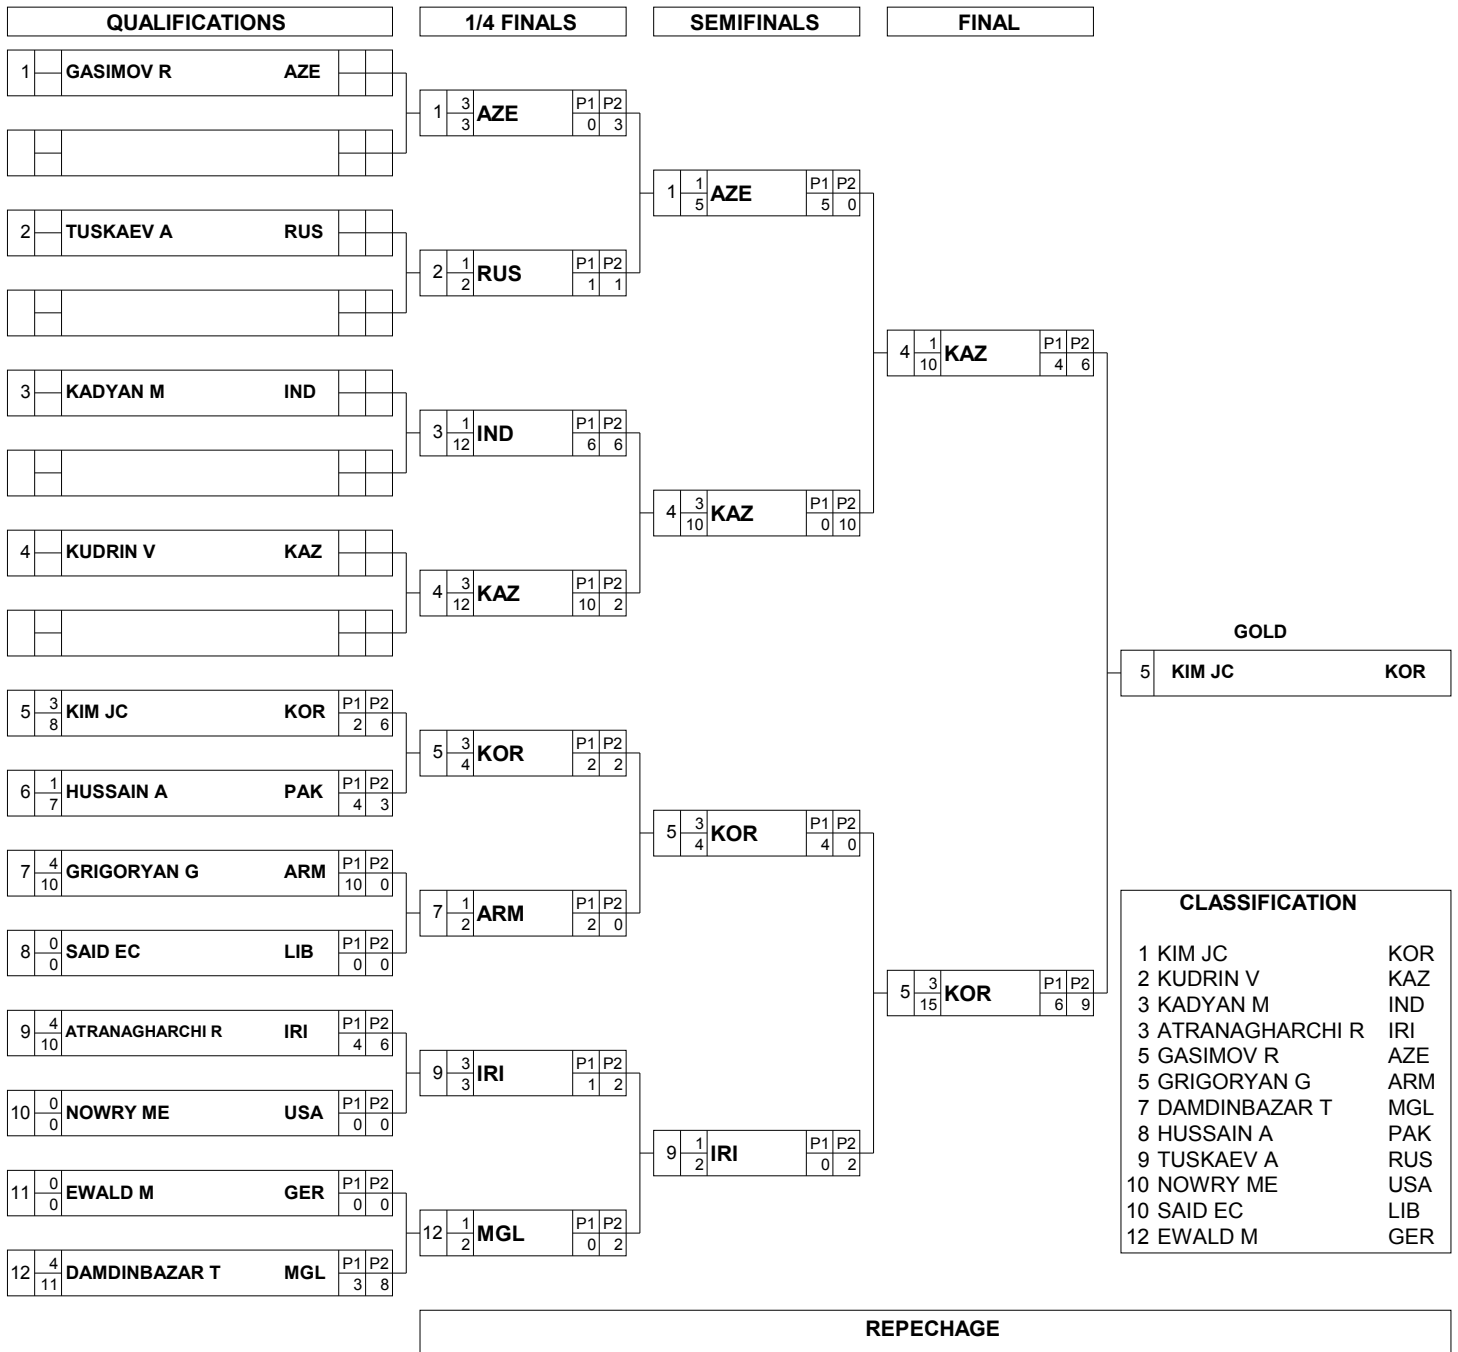 QUALIFICATIONS 1/4 FINALS SEMIFINALS FINAL
1 GASIMOV R AZE
1 3 3 AZE P1 P2 0 3
1 1 5 AZE P1 P2 5 0
2 TUSKAEV A RUS
2 1 2 RUS P1 P2 1 1
4 1 10 KAZ P1 P2 4 6
3 KADYAN M IND
3 1 12 IND P1 P2 6 6
4 3 10 KAZ P1 P2 0 10
4 KUDRIN V KAZ
4 3 12 KAZ P1 P2 10 2
GOLD
5 KIM JC KOR
5 3 8 KIM JC KOR P1 P2 2 6
5 3 4 KOR P1 P2 2 2
6 1 7 HUSSAIN A PAK P1 P2 4 3
5 3 4 KOR P1 P2 4 0
7 4 10 GRIGORYAN G ARM P1 P2 10 0
7 1 2 ARM P1 P2 2 0
8 0 0 SAID EC LIB P1 P2 0 0
5 3 15 KOR P1 P2 6 9
9 4 10 ATRANAGHARCHI R IRI P1 P2 4 6
9 3 3 IRI P1 P2 1 2
10 0 0 NOWRY ME USA P1 P2 0 0
9 1 2 IRI P1 P2 0 2
11 0 0 EWALD M GER P1 P2 0 0
12 1 2 MGL P1 P2 0 2
12 4 11 DAMDINBAZAR T MGL P1 P2 3 8
CLASSIFICATION
1 KIM JC KOR
2 KUDRIN V KAZ
3 KADYAN M IND
3 ATRANAGHARCHI R IRI
5 GASIMOV R AZE
5 GRIGORYAN G ARM
7 DAMDINBAZAR T MGL
8 HUSSAIN A PAK
9 TUSKAEV A RUS
10 NOWRY ME USA
10 SAID EC LIB
12 EWALD M GER
REPECHAGE